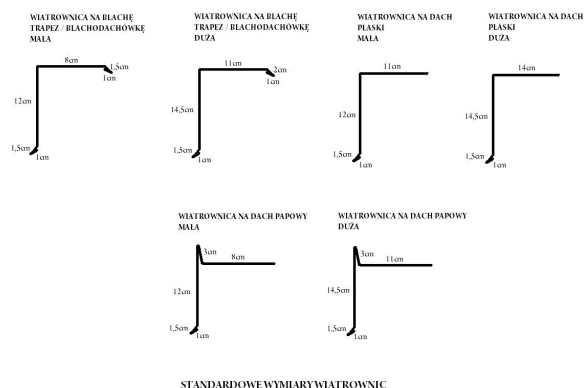 WIATROWNICA NA BLACHĘ
TRAPEZ / BLACHODACHÓWKĘ
MAŁA
8cm
1,5cm
1cm
12cm
1,5cm
1cm
WIATROWNICA NA BLACHĘ
TRAPEZ / BLACHODACHÓWKĘ
DUŻA
11cm
2cm
1cm
14,5cm
1,5cm
1cm
WIATROWNICA NA DACH
PŁASKI
MAŁA
11cm
12cm
1,5cm
1cm
WIATROWNICA NA DACH
PŁASKI
DUŻA
14cm
14,5cm
1,5cm
1cm
WIATROWNICA NA DACH PAPOWY
MAŁA
3cm
8cm
12cm
1,5cm
1cm
WIATROWNICA NA DACH PAPOWY
DUŻA
3cm
11cm
14,5cm
1,5cm
1cm
STANDARDOWE WYMIARY WIATROWNIC